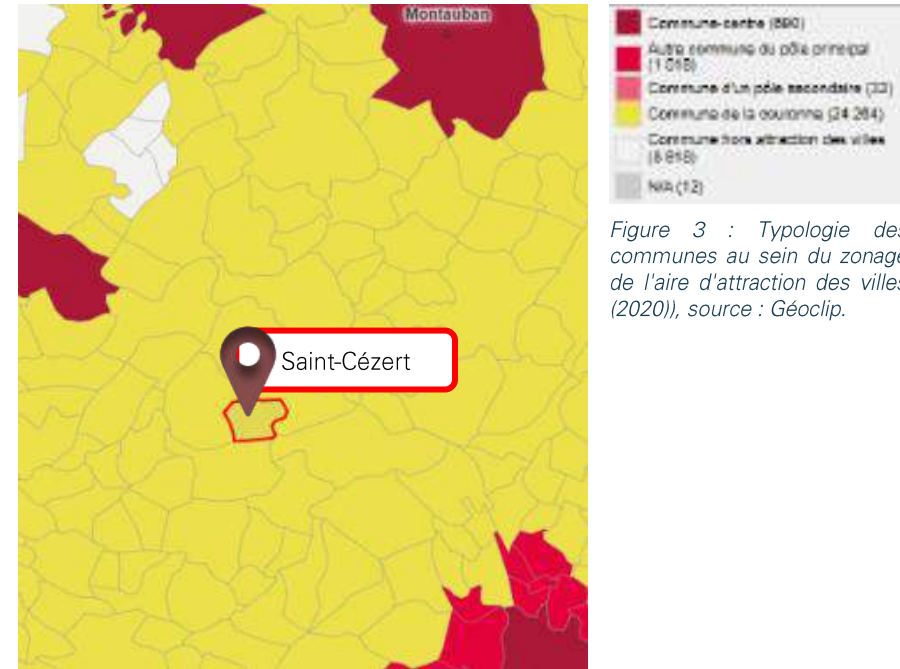 Montauban
Saint-Cézert
Commune-centre (690)
Autre commune du pôle principal
(1 018)
Commune d'un pôle secondaire (33)
Commune de la couronne (24 264)
Commune hors attraction des villes
(8 818)
N/A (12)
Figure 3 : Typologie des
communes au sein du zonage
de l'aire d'attraction des villes
(2020)), source : Géoclip.